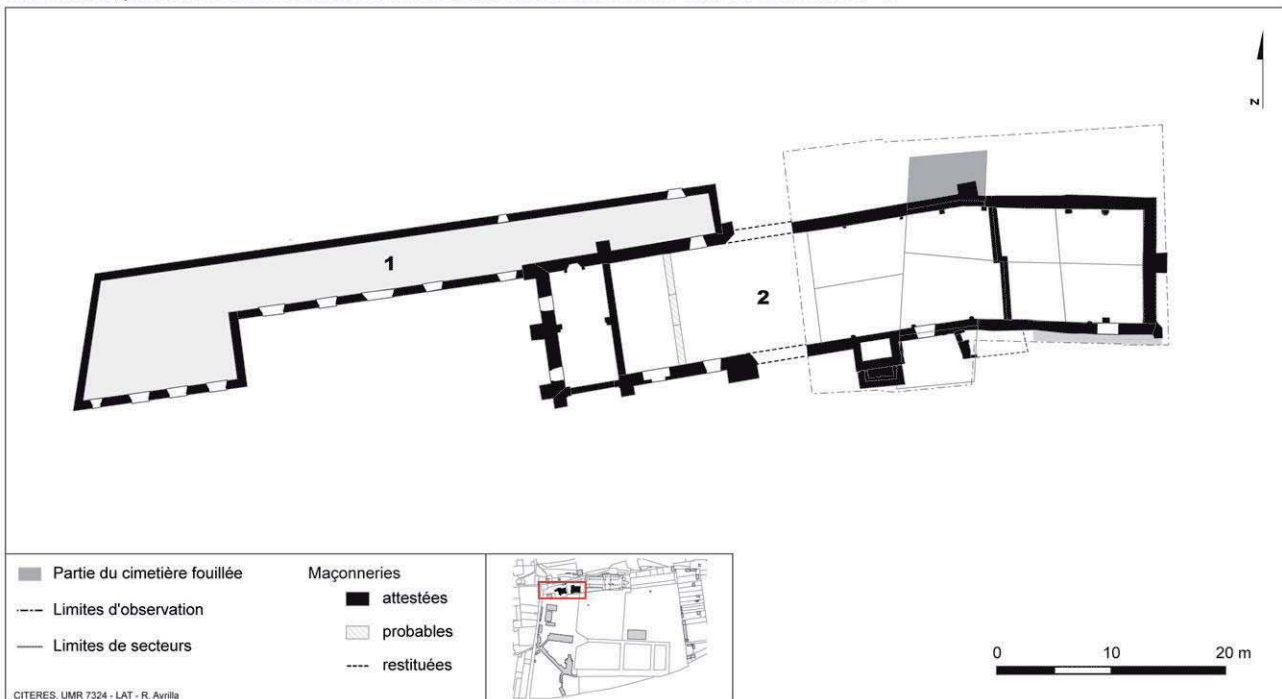 N
1
2
Partie du cimetière fouillée
Limites d'observation
Limites de secteurs
Maçonneries
attestées
probables
restituées
0 10 20 m
CITERES, UMR 7324 - LAT - R. Avrilla